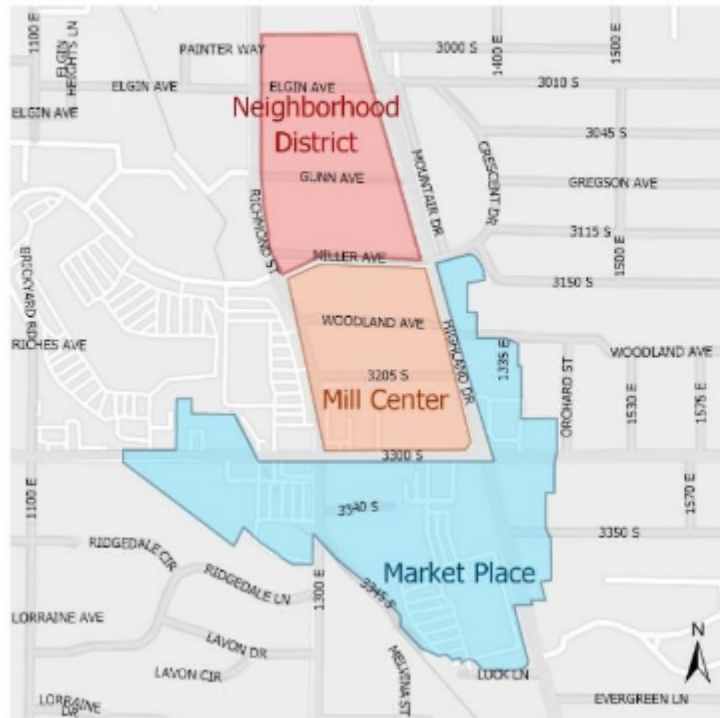 1100 E
ELGIN
HEIGHTS LN
PAINTER WAY
3000 S
1400 E
1500 E
ELGIN AVE
ELGIN AVE
3010 S
ELGIN AVE
Neighborhood
District
3045 S
MOUNTAIR DR
CRESCENT DR
GUNN AVE
GREGSON AVE
RICHMOND ST
3115 S
1500 E
MILLER AVE
3190 S
BRICKYARD RD
WOODLAND AVE
HIGHLAND DR
1335 E
RICHES AVE
WOODLAND AVE
3205 S
ORCHARD ST
1530 E
1575 E
Mill Center
3300 S
1100 E
3340 S
1570 E
3350 S
RIDGEDALE CIR
RIDGEDALE LN
1300 E
3345 S
Market Place
LORRAINE AVE
LAVON DR
LAVON CIR
MELVINA ST
LUCK LN
N
LORRAINE
DR
EVERGREEN LN